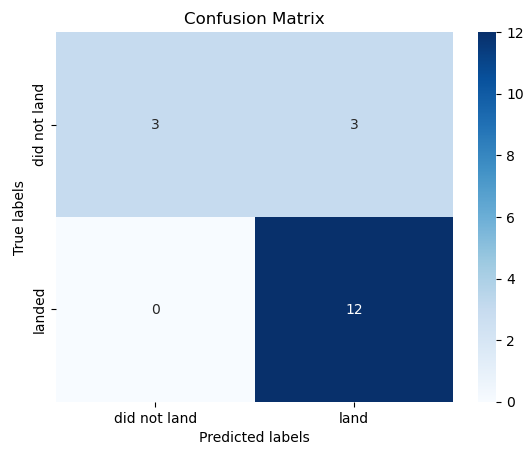 Confusion Matrix
True labels
did not land
landed
3
3
0
12
did not land
land
Predicted labels
12
10
8
6
4
2
0